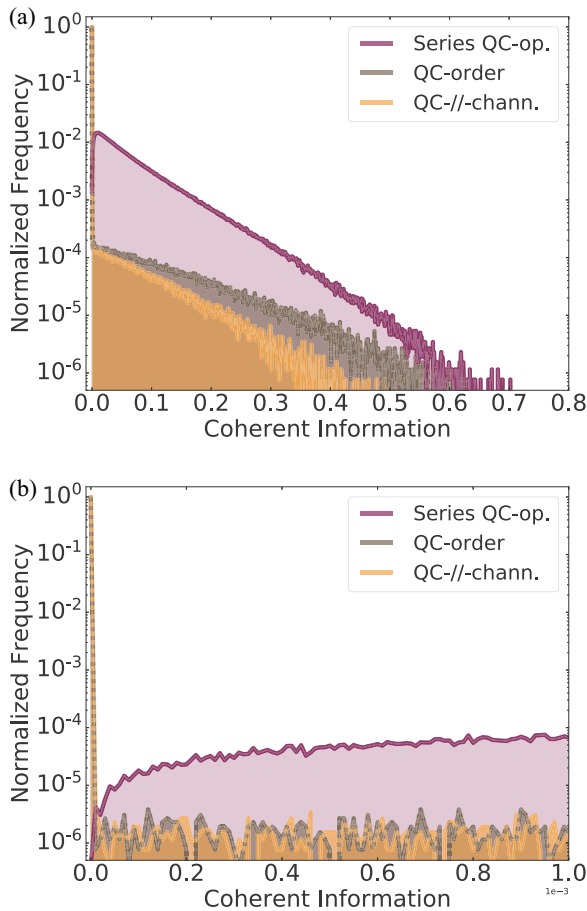 (a)
Normalized Frequency
10^0
10^-1
10^-2
10^-3
10^-4
10^-5
10^-6
Series QC-op.
QC-order
QC-//-chann.
0.0 0.1 0.2 0.3 0.4 0.5 0.6 0.7 0.8
Coherent Information
(b)
Normalized Frequency
10^0
10^-1
10^-2
10^-3
10^-4
10^-5
10^-6
Series QC-op.
QC-order
QC-//-chann.
0.0 0.2 0.4 0.6 0.8 1.0
1e-3
Coherent Information